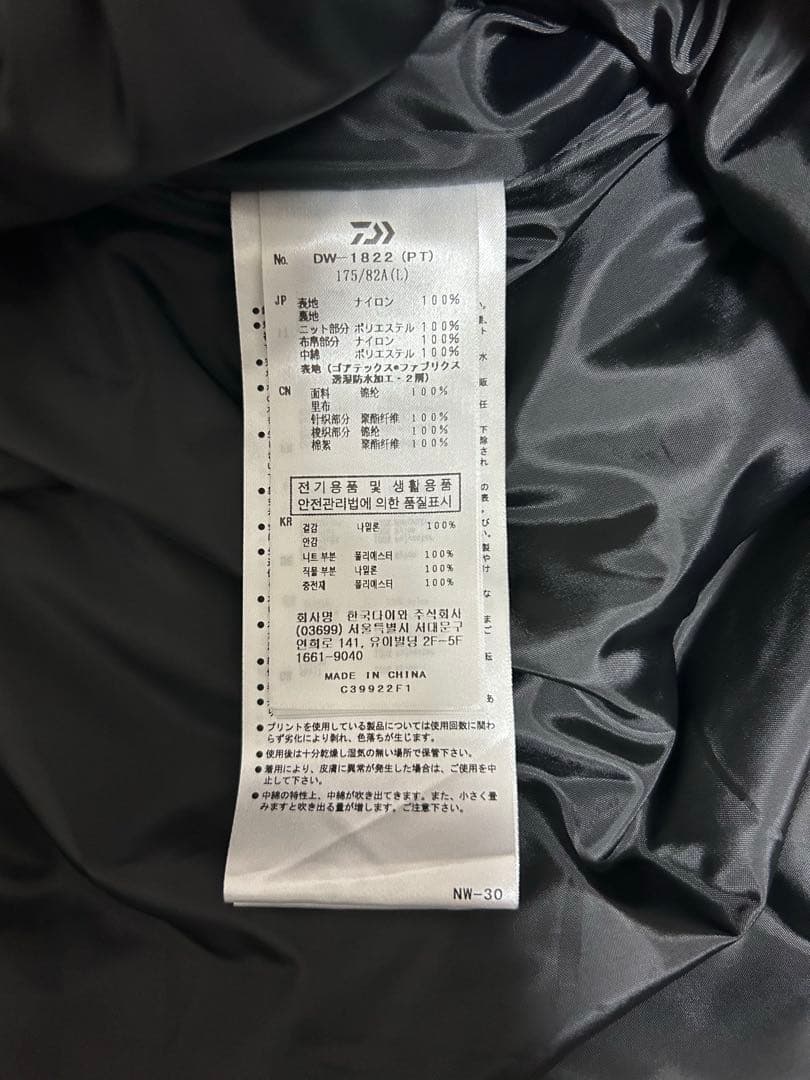 No. DW-1822 (PT)
175/82A(L)
JP 表地 ナイロン 100%
裏地
ニット部分 ポリエステル 100%
布帛部分 ナイロン 100%
中綿 ポリエステル 100%
表地(ゴアテックス®ファブリクス
透湿防水加工・2層)
CN 面料 锦纶 100%
里布
针织部分 聚酯纤维 100%
梭织部分 锦纶 100%
棉絮 聚酯纤维 100%
전기용품 및 생활용품
안전관리법에 의한 품질표시
KR 겉감 나일론 100%
안감
니트 부분 폴리에스터 100%
직물 부분 나일론 100%
충전재 폴리에스터 100%
회사명 한국다이와 주식회사
(03699) 서울특별시 서대문구
연희로 141, 유이빌딩 2F-5F
1661-9040
MADE IN CHINA
C39922F1
●プリントを使用している製品については使用回数に関わ
らず劣化により剥れ、色落ちが生じます。
●使用後は十分乾燥し湿気の無い場所で保管下さい。
●着用により、皮膚に異常が発生した場合は、ご使用を中
止して下さい。
●中綿の特性上、中綿が吹き出てきます。また、小さく畳
みますと吹き出る量が増します。ご注意下さい。
NW-30